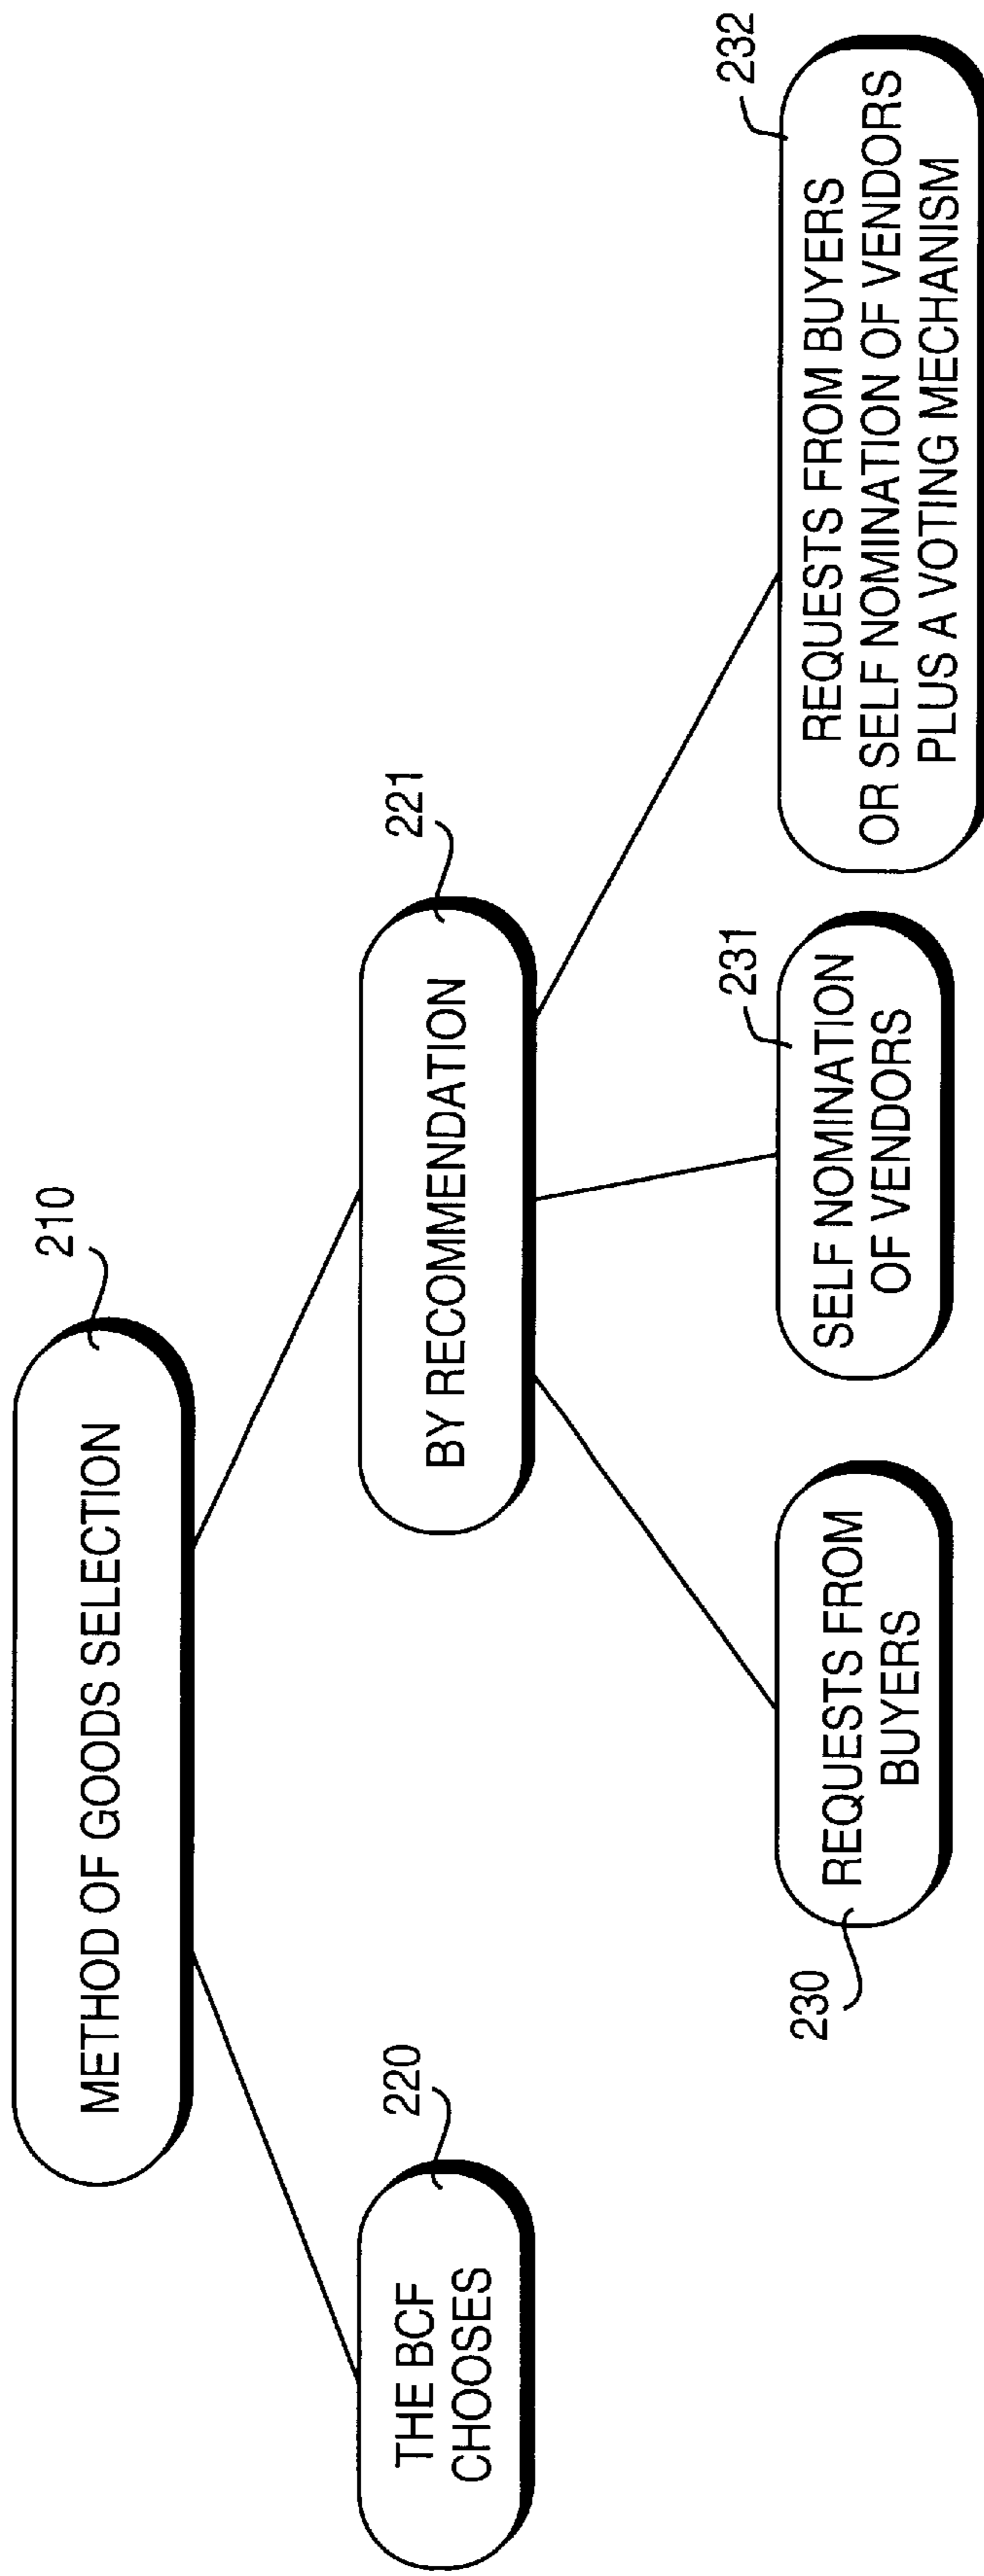 210
METHOD OF GOODS SELECTION
220
THE BCF
CHOOSES
221
BY RECOMMENDATION
230
REQUESTS FROM
BUYERS
231
SELF NOMINATION
OF VENDORS
232
REQUESTS FROM BUYERS
OR SELF NOMINATION OF VENDORS
PLUS A VOTING MECHANISM